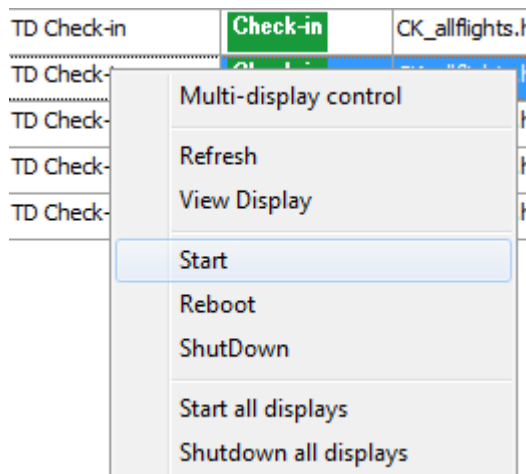 TD Check-in Check-in CK_allflights.h
TD Check-
Multi-display control
TD Check-
Refresh
TD Check-
View Display
TD Check-
Start
Reboot
ShutDown
Start all displays
Shutdown all displays